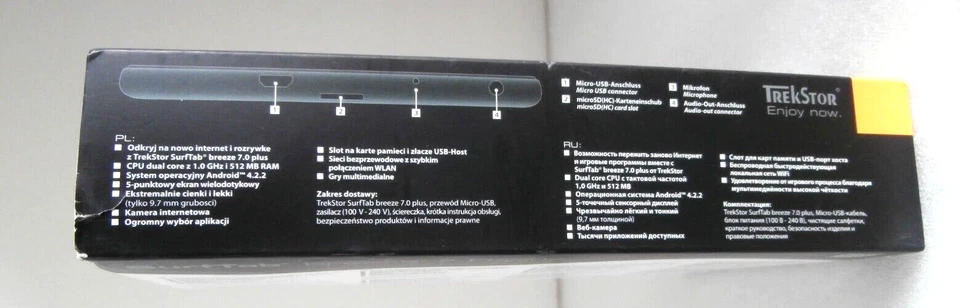 1 2 3 4
1 Micro-USB-Anschluss
Micro USB connector
2 microSD(HC)-Karteneinschub
microSD(HC) card slot
3 Mikrofon
Microphone
4 Audio-Out-Anschluss
Audio-out connector
TREKSTOR®
Enjoy now.
PL:
Odkryj na nowo internet i rozrywke
z TrekStor SurfTab® breeze 7.0 plus
CPU dual core z 1.0 GHz i 512 MB RAM
System operacyjny Android™ 4.2.2
5-punktowy ekran wielodotykowy
Ekstremalnie cienki i lekki
(tylko 9.7 mm grubosci)
Kamera internetowa
Ogromny wybór aplikacji
Slot na karte pamieci i złacze USB-Host
Sieci bezprzewodowe z szybkim
połączeniem WLAN
Gry multimedialne
Zakres dostawy:
TrekStor SurfTab breeze 7.0 plus, przewód Micro-USB,
zasilacz (100 V - 240 V), ściereczka, krótka instrukcja obsługi,
bezpieczeństwo produktów i informacje prawne
RU:
Возможность пережить заново Интернет
и игровые программы вместе с
SurfTab® breeze 7.0 plus от TrekStor
Dual core CPU с тактовой частотой
1,0 GHz и 512 MB
Операционная система Android™ 4.2.2
5-точечный сенсорный дисплей
Чрезвычайно лёгкий и тонкий
(9,7 мм толщиной)
Веб-камера
Тысячи приложений доступных
Слот для карт памяти и USB-порт хоста
Беспроводная быстродействующая
локальная сеть WiFi
Удовлетворение от игрового процесса благодаря
мультимедийности высокой чёткости
Комплектация:
TrekStor SurfTab breeze 7.0 plus, Micro-USB-кабель,
блок питания (100 В - 240 В), чистящие салфетки,
краткое руководство, безопасность изделия и
правовые положения
SurfTab